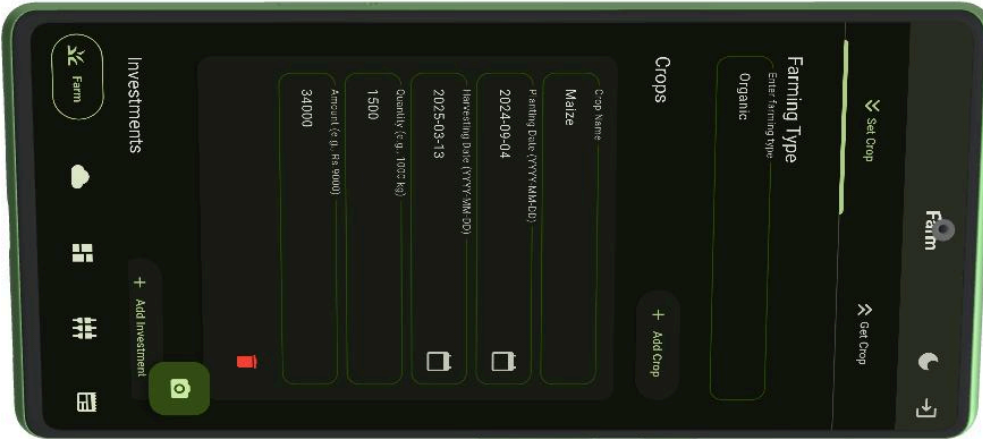 Farm
Set Crop
Get Crop
Farming Type
Enter farming type
Organic
Crops
+ Add Crop
Crop Name
Maize
Planting Date (YYYY-MM-DD)
2024-09-04
Harvesting Date (YYYY-MM-DD)
2025-03-13
Quantity (e.g., 1000 kg)
1500
Amount (e.g., Rs 9000)
34000
Investments
+ Add Investment
Farm